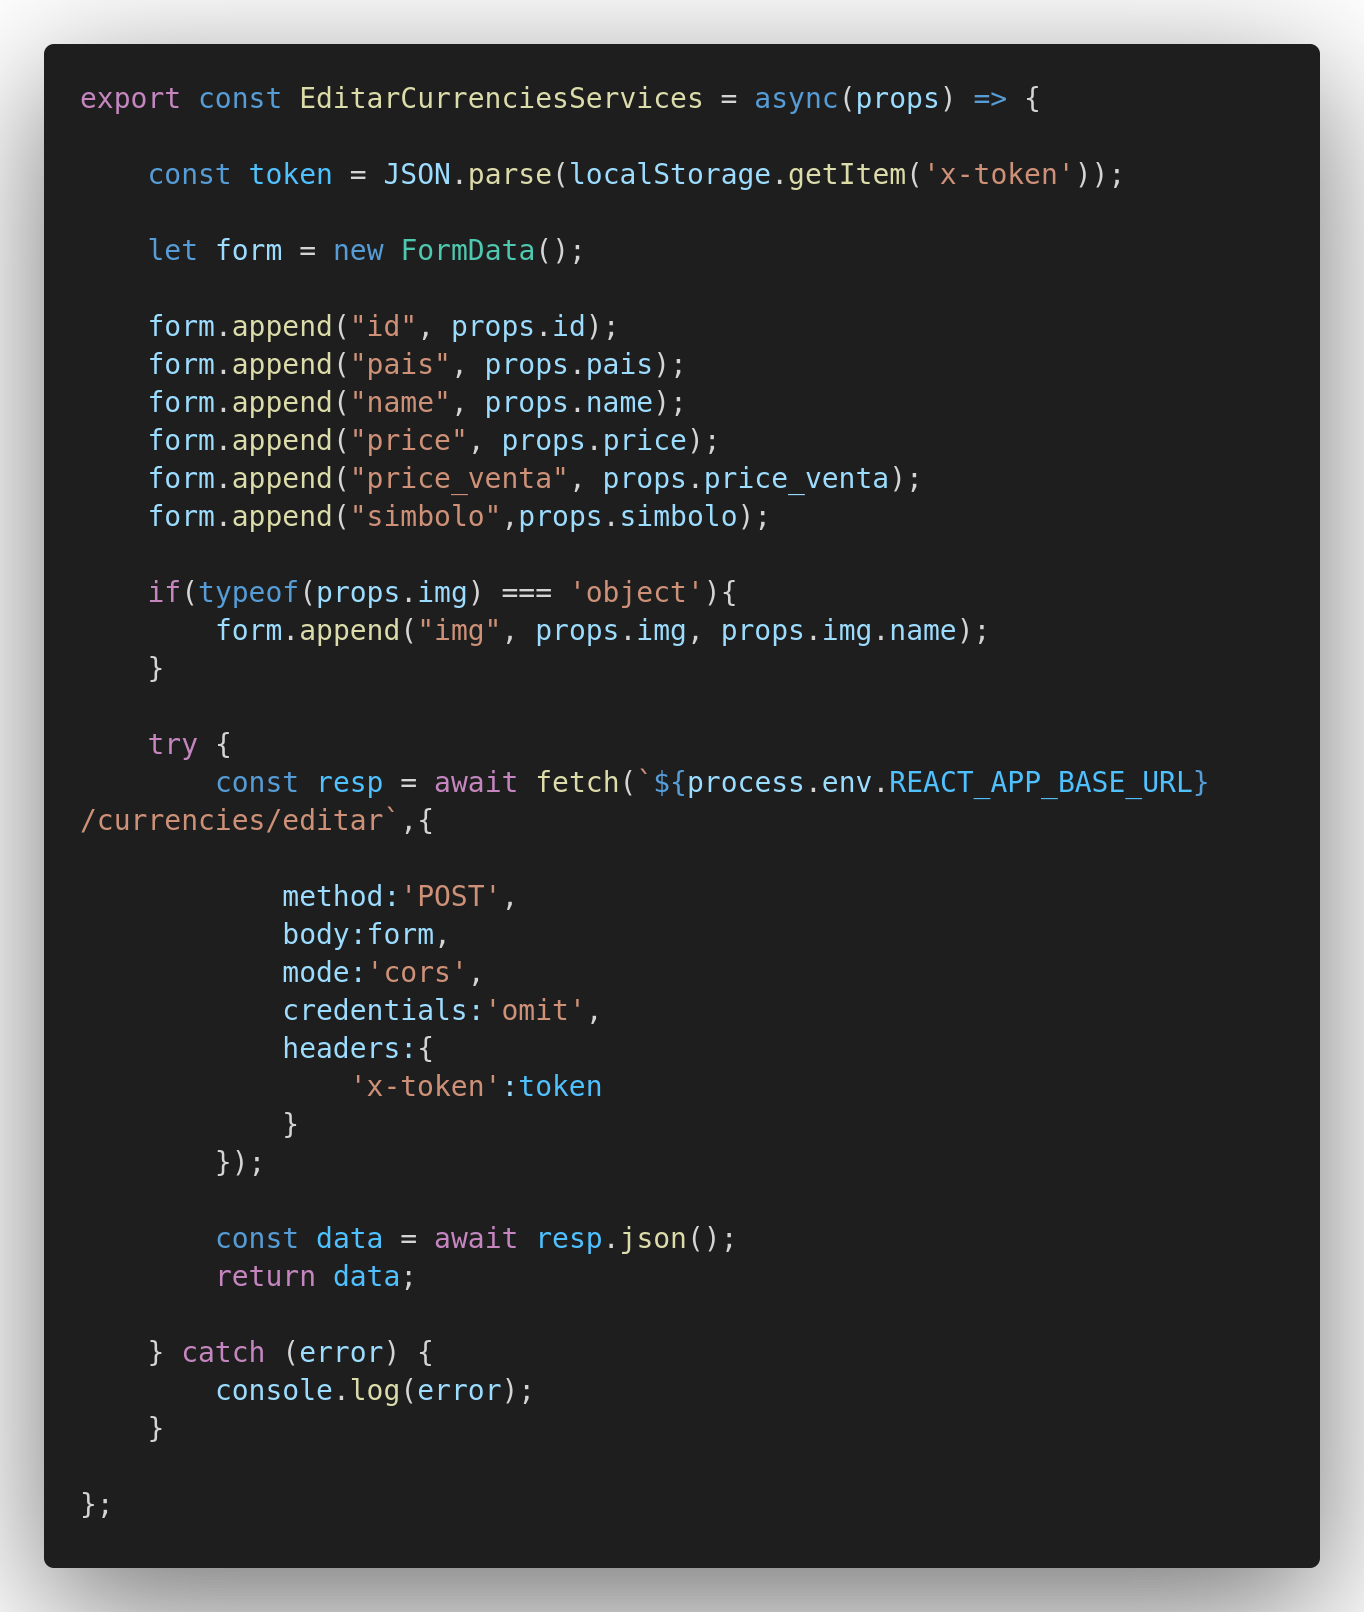 export const EditarCurrenciesServices = async(props) => {
    const token = JSON.parse(localStorage.getItem('x-token'));
    let form = new FormData();
    form.append("id", props.id);
    form.append("pais", props.pais);
    form.append("name", props.name);
    form.append("price", props.price);
    form.append("price_venta", props.price_venta);
    form.append("simbolo",props.simbolo);
    if(typeof(props.img) === 'object'){
        form.append("img", props.img, props.img.name);
    }
    try {
        const resp = await fetch(`${process.env.REACT_APP_BASE_URL}
/currencies/editar`,{
            method:'POST',
            body:form,
            mode:'cors',
            credentials:'omit',
            headers:{
                'x-token':token
            }
        });
        const data = await resp.json();
        return data;
    } catch (error) {
        console.log(error);
    }
};